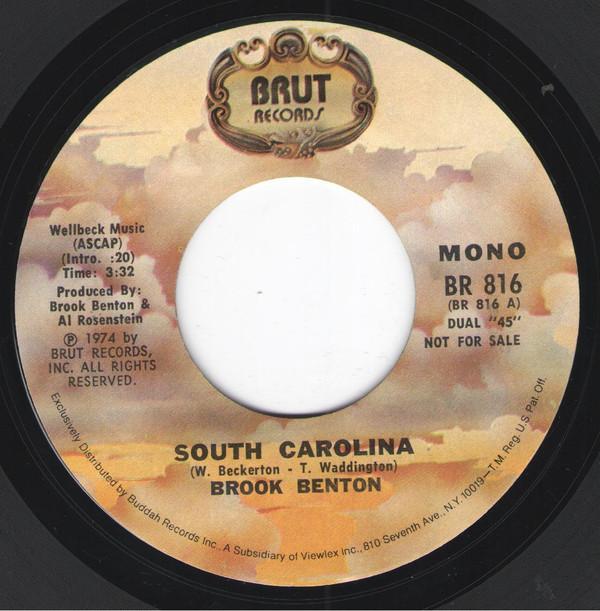 BRUT
RECORDS
Wellbeck Music
(ASCAP)
(Intro. :20)
Time: 3:32
Produced By:
Brook Benton &
Al Rosenstein
Ⓟ 1974 by
BRUT RECORDS,
INC. ALL RIGHTS
RESERVED.
MONO
BR 816
(BR 816 A)
DUAL "45"
NOT FOR SALE
SOUTH CAROLINA
(W. Beckerton - T. Waddington)
BROOK BENTON
Exclusively Distributed by Buddah Records Inc., A Subsidiary of Viewlex Inc., 810 Seventh Ave., N.Y. 10019—T.M. Reg. U.S. Pat. Off.